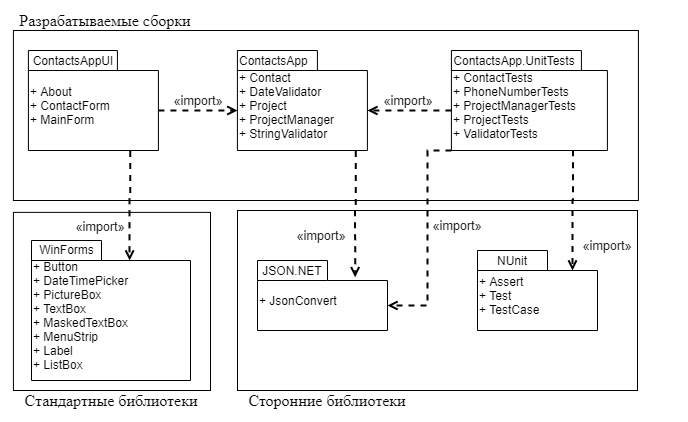 Разрабатываемые сборки
ContactsAppUI
+ About
+ ContactForm
+ MainForm
«import»
ContactsApp
+ Contact
+ DateValidator
+ Project
+ ProjectManager
+ StringValidator
«import»
ContactsApp.UnitTests
+ ContactTests
+ PhoneNumberTests
+ ProjectManagerTests
+ ProjectTests
+ ValidatorTests
«import»
«import»
«import»
«import»
WinForms
+ Button
+ DateTimePicker
+ PictureBox
+ TextBox
+ MaskedTextBox
+ MenuStrip
+ Label
+ ListBox
JSON.NET
+ JsonConvert
NUnit
+ Assert
+ Test
+ TestCase
Стандартные библиотеки
Сторонние библиотеки